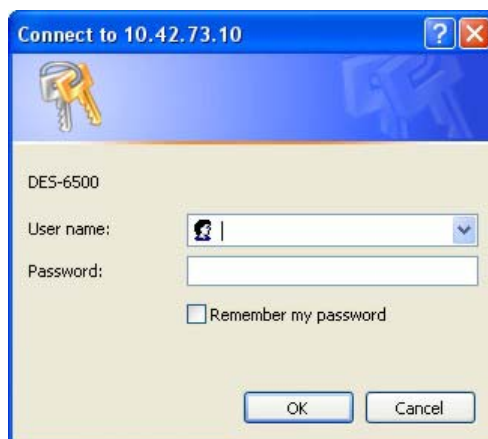 Connect to 10.42.73.10
DES-6500
User name:
Password:
Remember my password
OK
Cancel